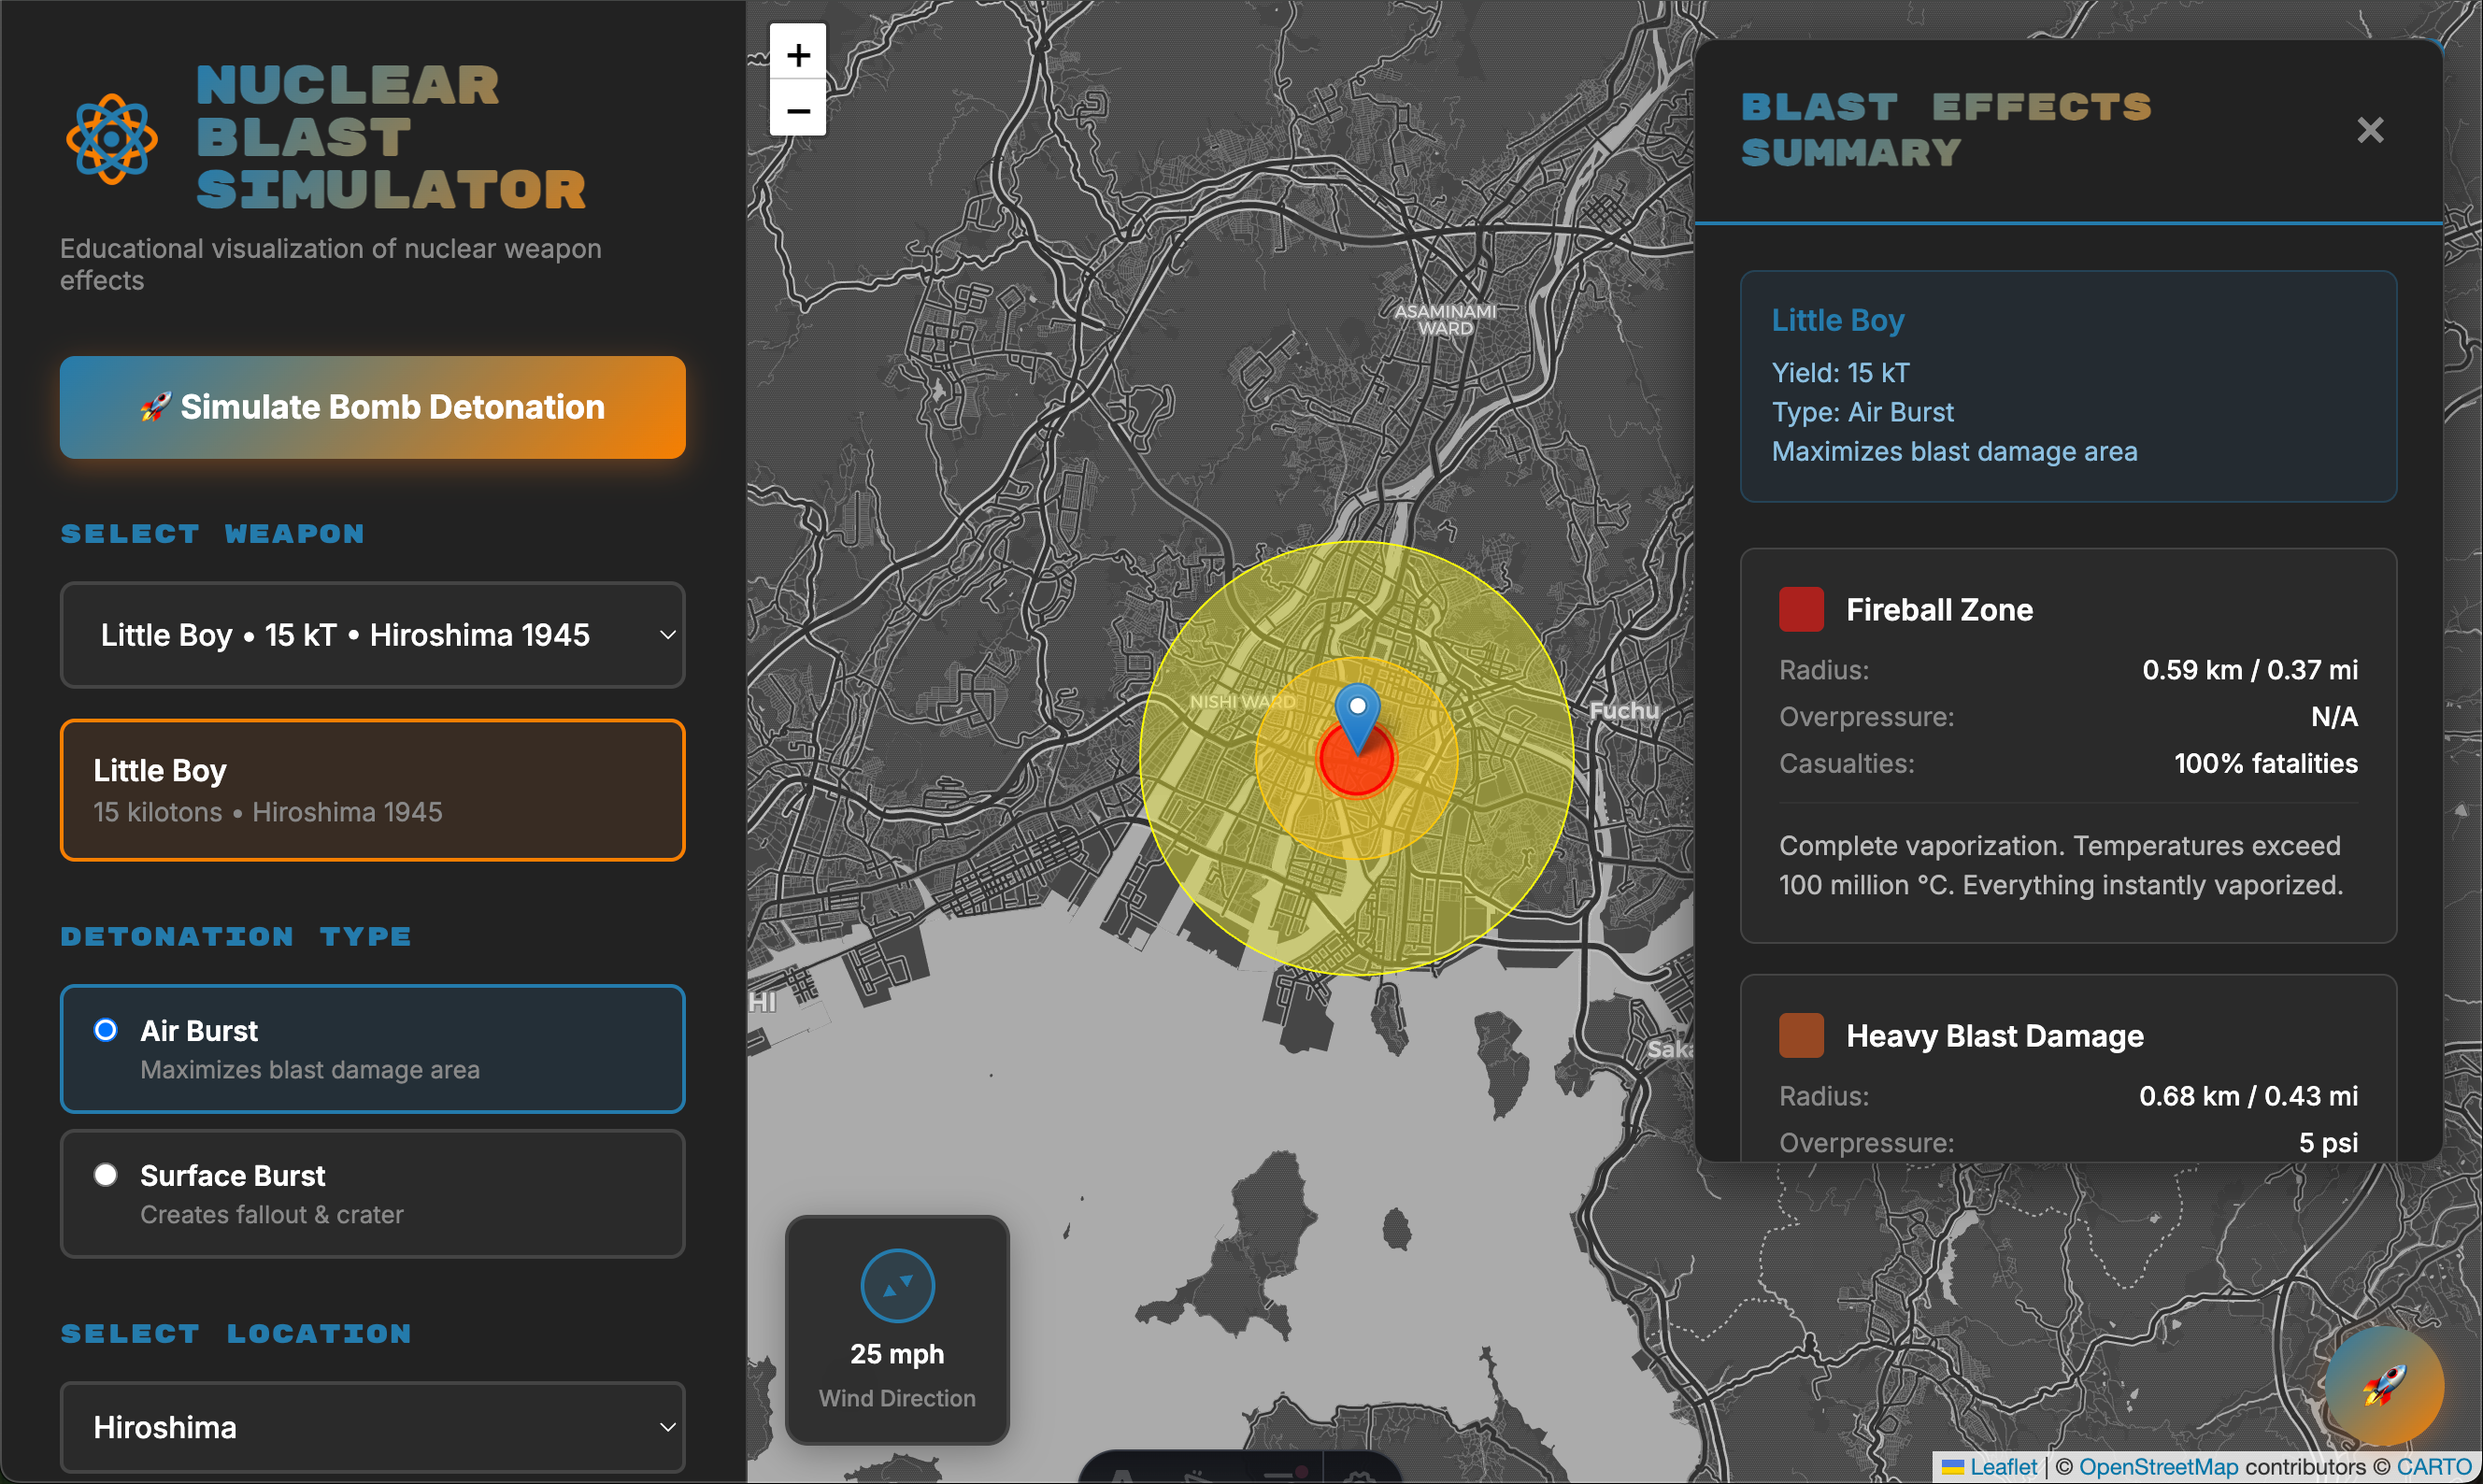 NUCLEAR
BLAST
SIMULATOR
Educational visualization of nuclear weapon
effects
🚀 Simulate Bomb Detonation
SELECT WEAPON
Little Boy • 15 kT • Hiroshima 1945
Little Boy
15 kilotons • Hiroshima 1945
DETONATION TYPE
Air Burst
Maximizes blast damage area
Surface Burst
Creates fallout & crater
SELECT LOCATION
Hiroshima
+
−
ASAMINAMI
WARD
NISHI WARD
Fuchu
HI
Saka
25 mph
Wind Direction
BLAST EFFECTS
SUMMARY
×
Little Boy
Yield: 15 kT
Type: Air Burst
Maximizes blast damage area
Fireball Zone
Radius: 0.59 km / 0.37 mi
Overpressure: N/A
Casualties: 100% fatalities
Complete vaporization. Temperatures exceed
100 million °C. Everything instantly vaporized.
Heavy Blast Damage
Radius: 0.68 km / 0.43 mi
Overpressure: 5 psi
Leaflet | © OpenStreetMap contributors © CARTO